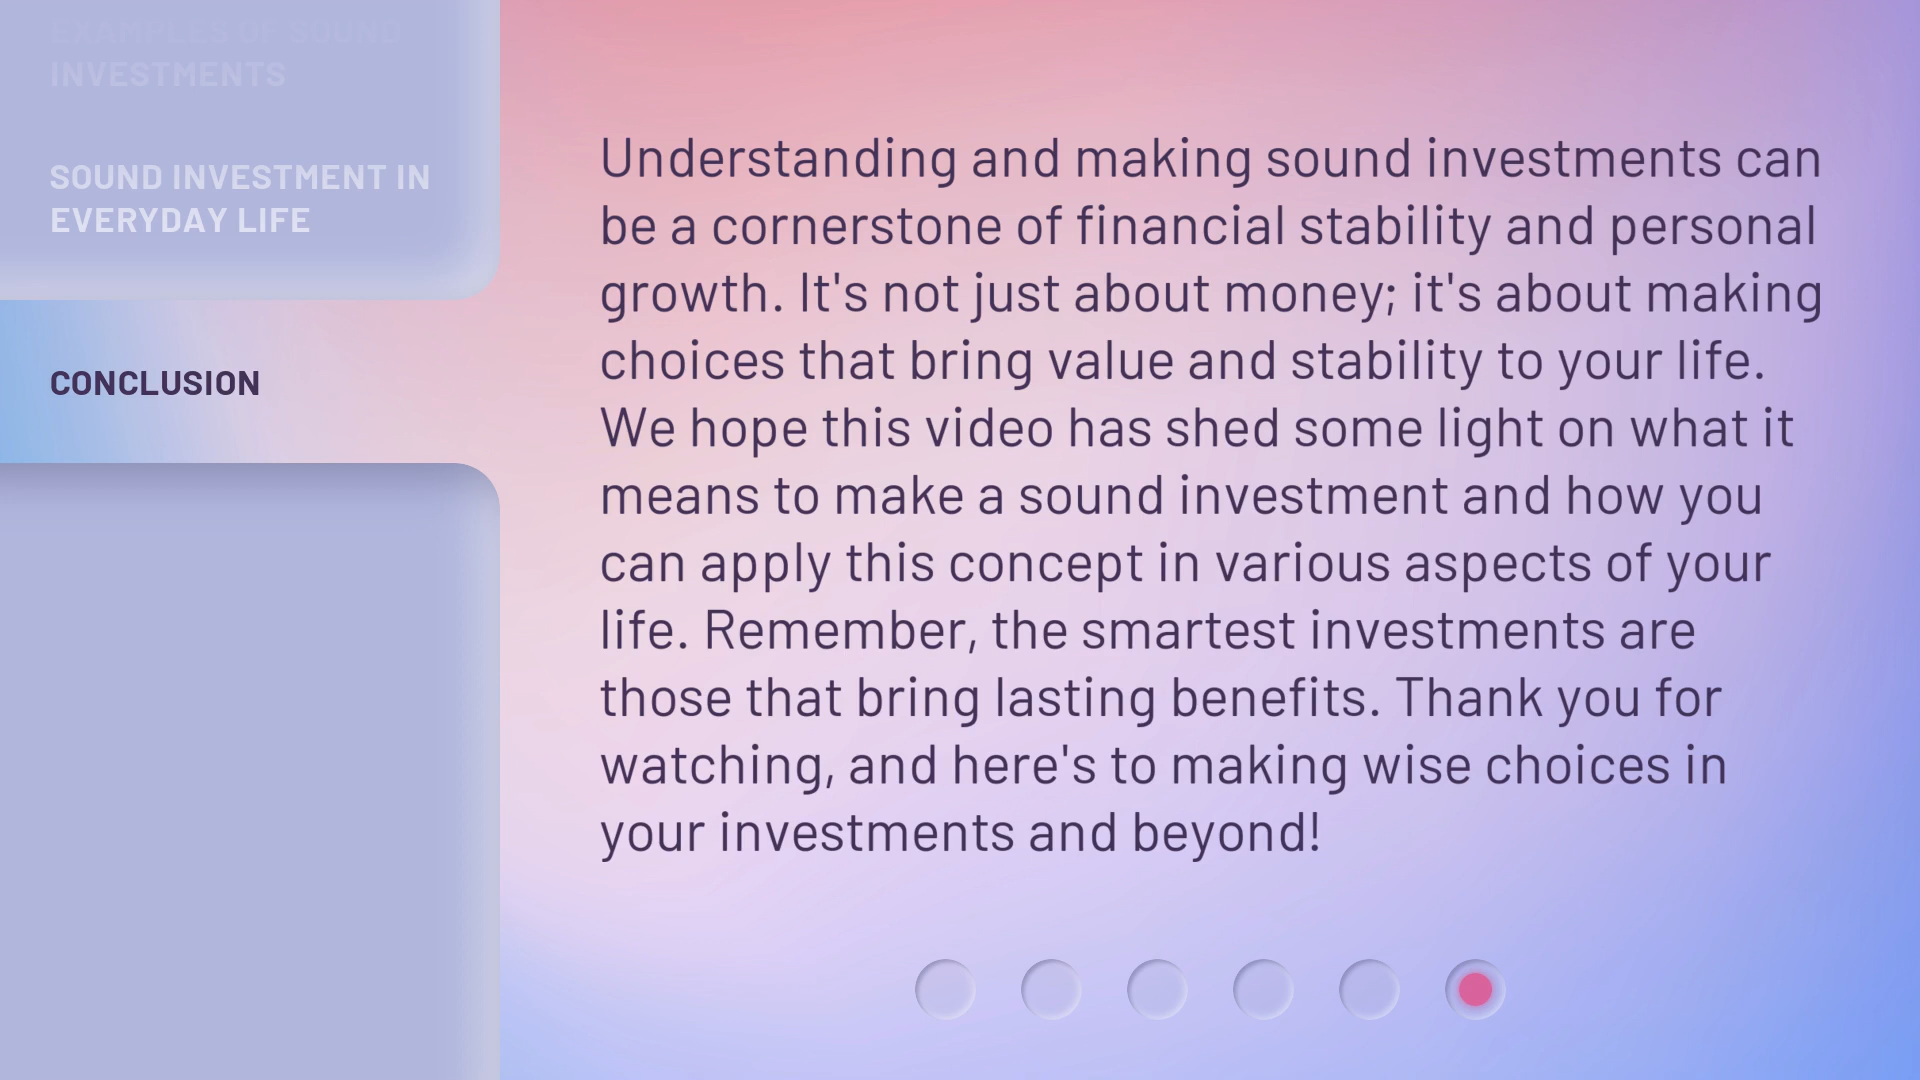 EXAMPLES OF SOUND
INVESTMENTS
SOUND INVESTMENT IN
EVERYDAY LIFE
CONCLUSION
Understanding and making sound investments can
be a cornerstone of financial stability and personal
growth. It's not just about money; it's about making
choices that bring value and stability to your life.
We hope this video has shed some light on what it
means to make a sound investment and how you
can apply this concept in various aspects of your
life. Remember, the smartest investments are
those that bring lasting benefits. Thank you for
watching, and here's to making wise choices in
your investments and beyond!